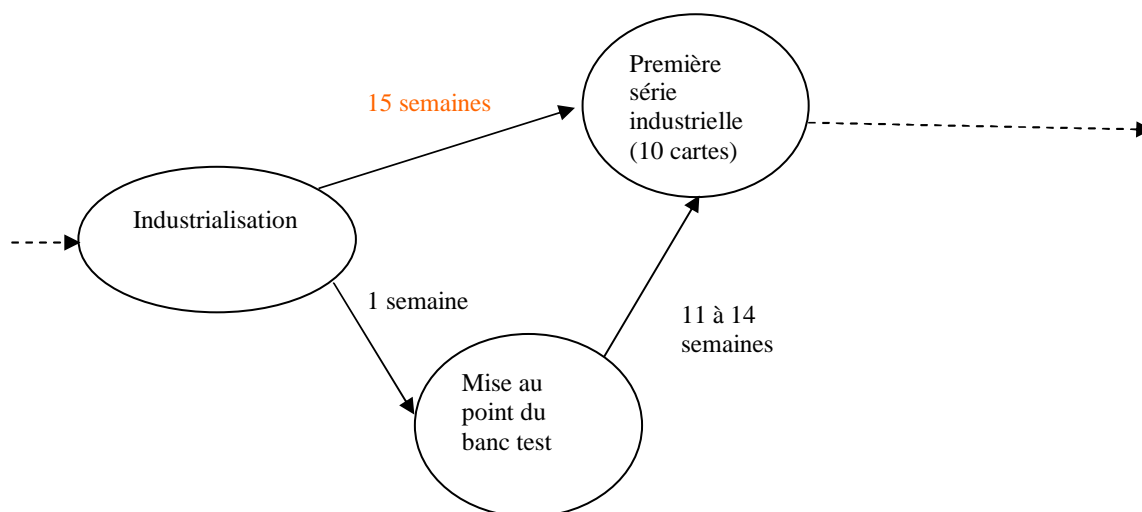 Première
série
industrielle
(10 cartes)
15 semaines
Industrialisation
1 semaine
11 à 14
semaines
Mise au
point du
banc test